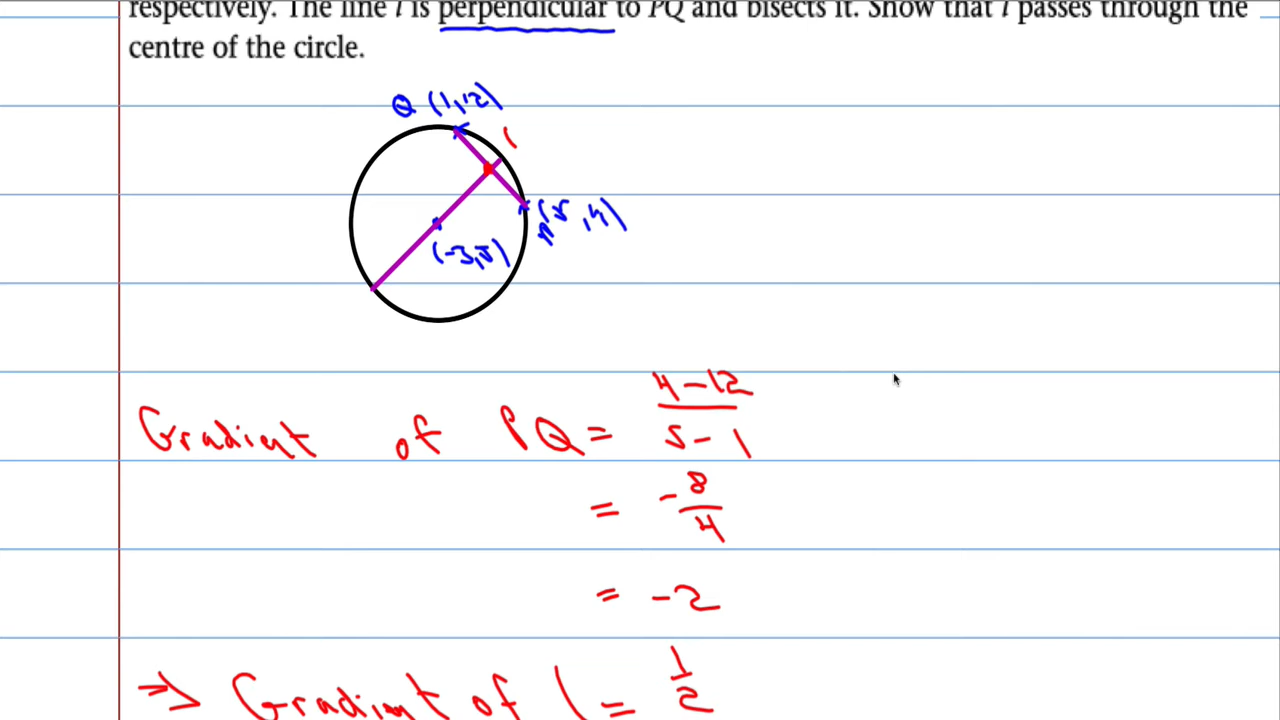 respectively. The line l is perpendicular to PQ and bisects it. Show that l passes through the
centre of the circle.
Q (1,12)
l
P(5,4)
(-3,5)
Gradient of PQ = 4-12
5-1
= -8
4
= -2
=> Gradient of l = 1
2